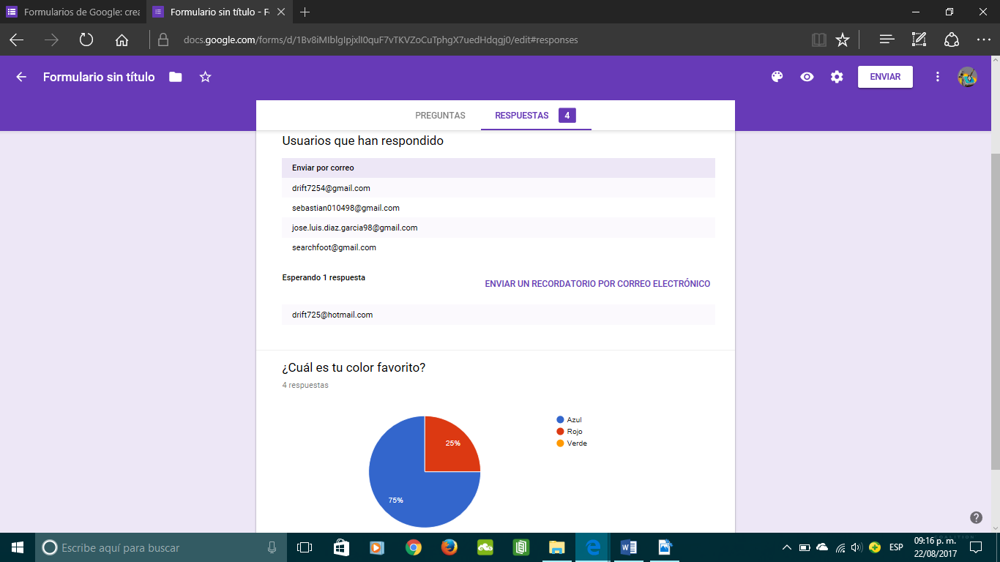 Formularios de Google: crea
Formulario sin título - F
docs.google.com/forms/d/1Bv8iMIblgIpjxlI0quF7vTKVZoCuTphgX7uedHdqgj0/edit#responses
Formulario sin título
ENVIAR
PREGUNTAS
RESPUESTAS 4
Usuarios que han respondido
Enviar por correo
drift7254@gmail.com
sebastian010498@gmail.com
jose.luis.diaz.garcia98@gmail.com
searchfoot@gmail.com
Esperando 1 respuesta
ENVIAR UN RECORDATORIO POR CORREO ELECTRÓNICO
drift725@hotmail.com
¿Cuál es tu color favorito?
4 respuestas
Azul
Rojo
Verde
25%
75%
Escribe aquí para buscar
ESP
09:16 p. m.
22/08/2017